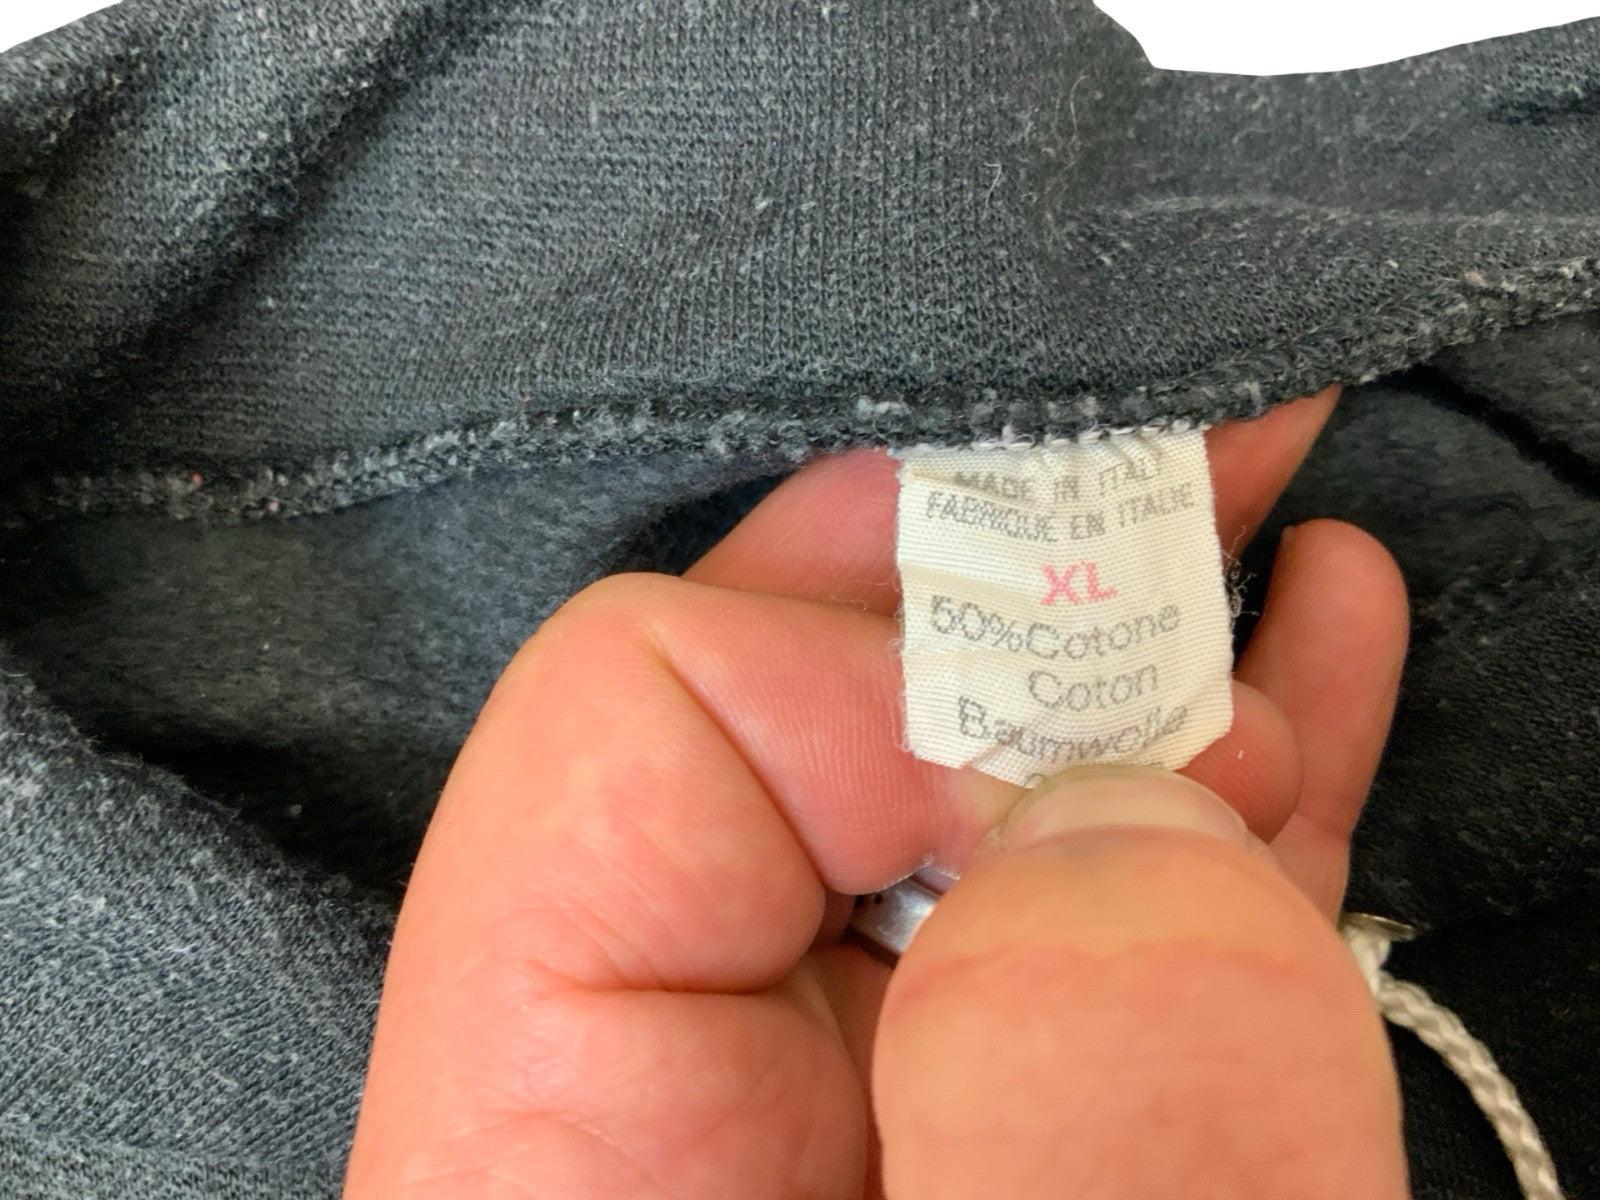 MADE IN ITALY
FABRIQUE EN ITALIE
XL
50%Cotone
Coton
Baumwolle